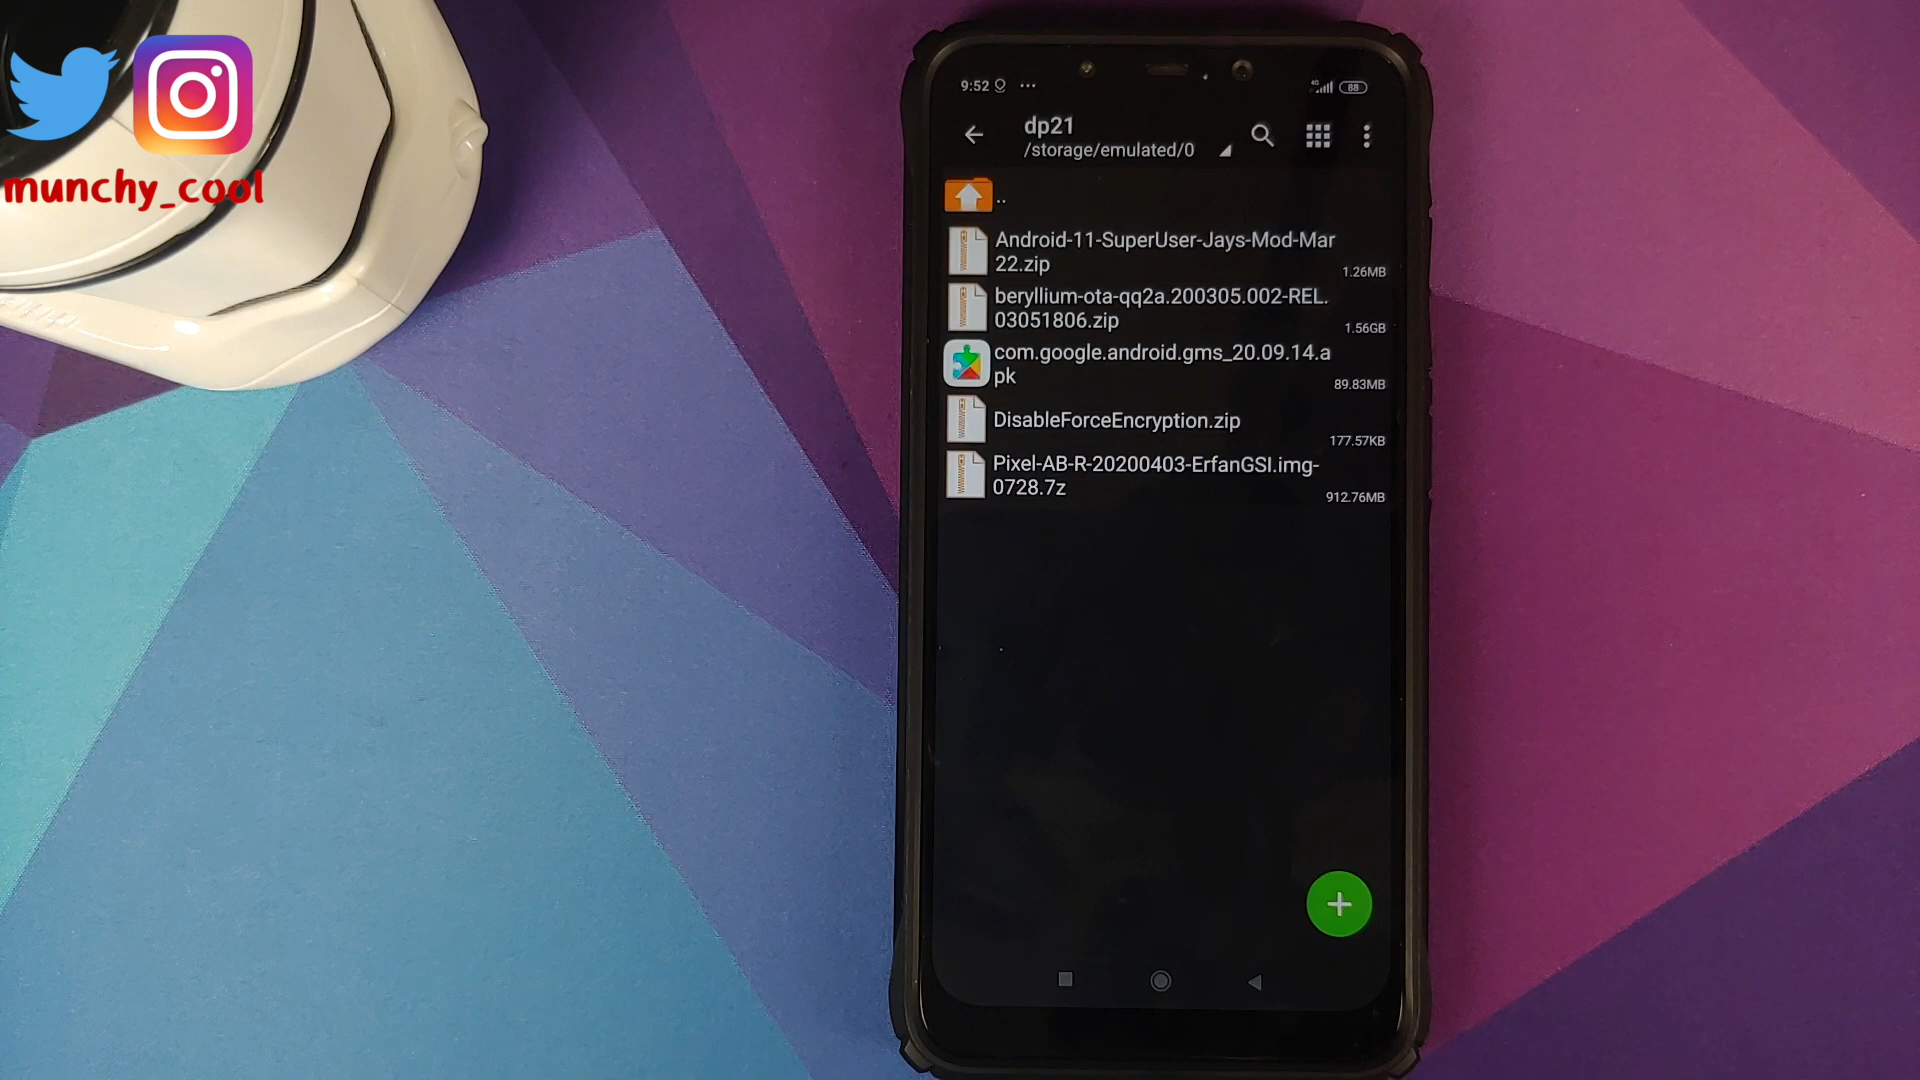 munchy_cool
9:52 ...
4G 88
dp21
/storage/emulated/0
..
Android-11-SuperUser-Jays-Mod-Mar
22.zip
1.26MB
beryllium-ota-qq2a.200305.002-REL.
03051806.zip
1.56GB
com.google.android.gms_20.09.14.a
pk
89.83MB
DisableForceEncryption.zip
177.57KB
Pixel-AB-R-20200403-ErfanGSI.img-
0728.7z
912.76MB